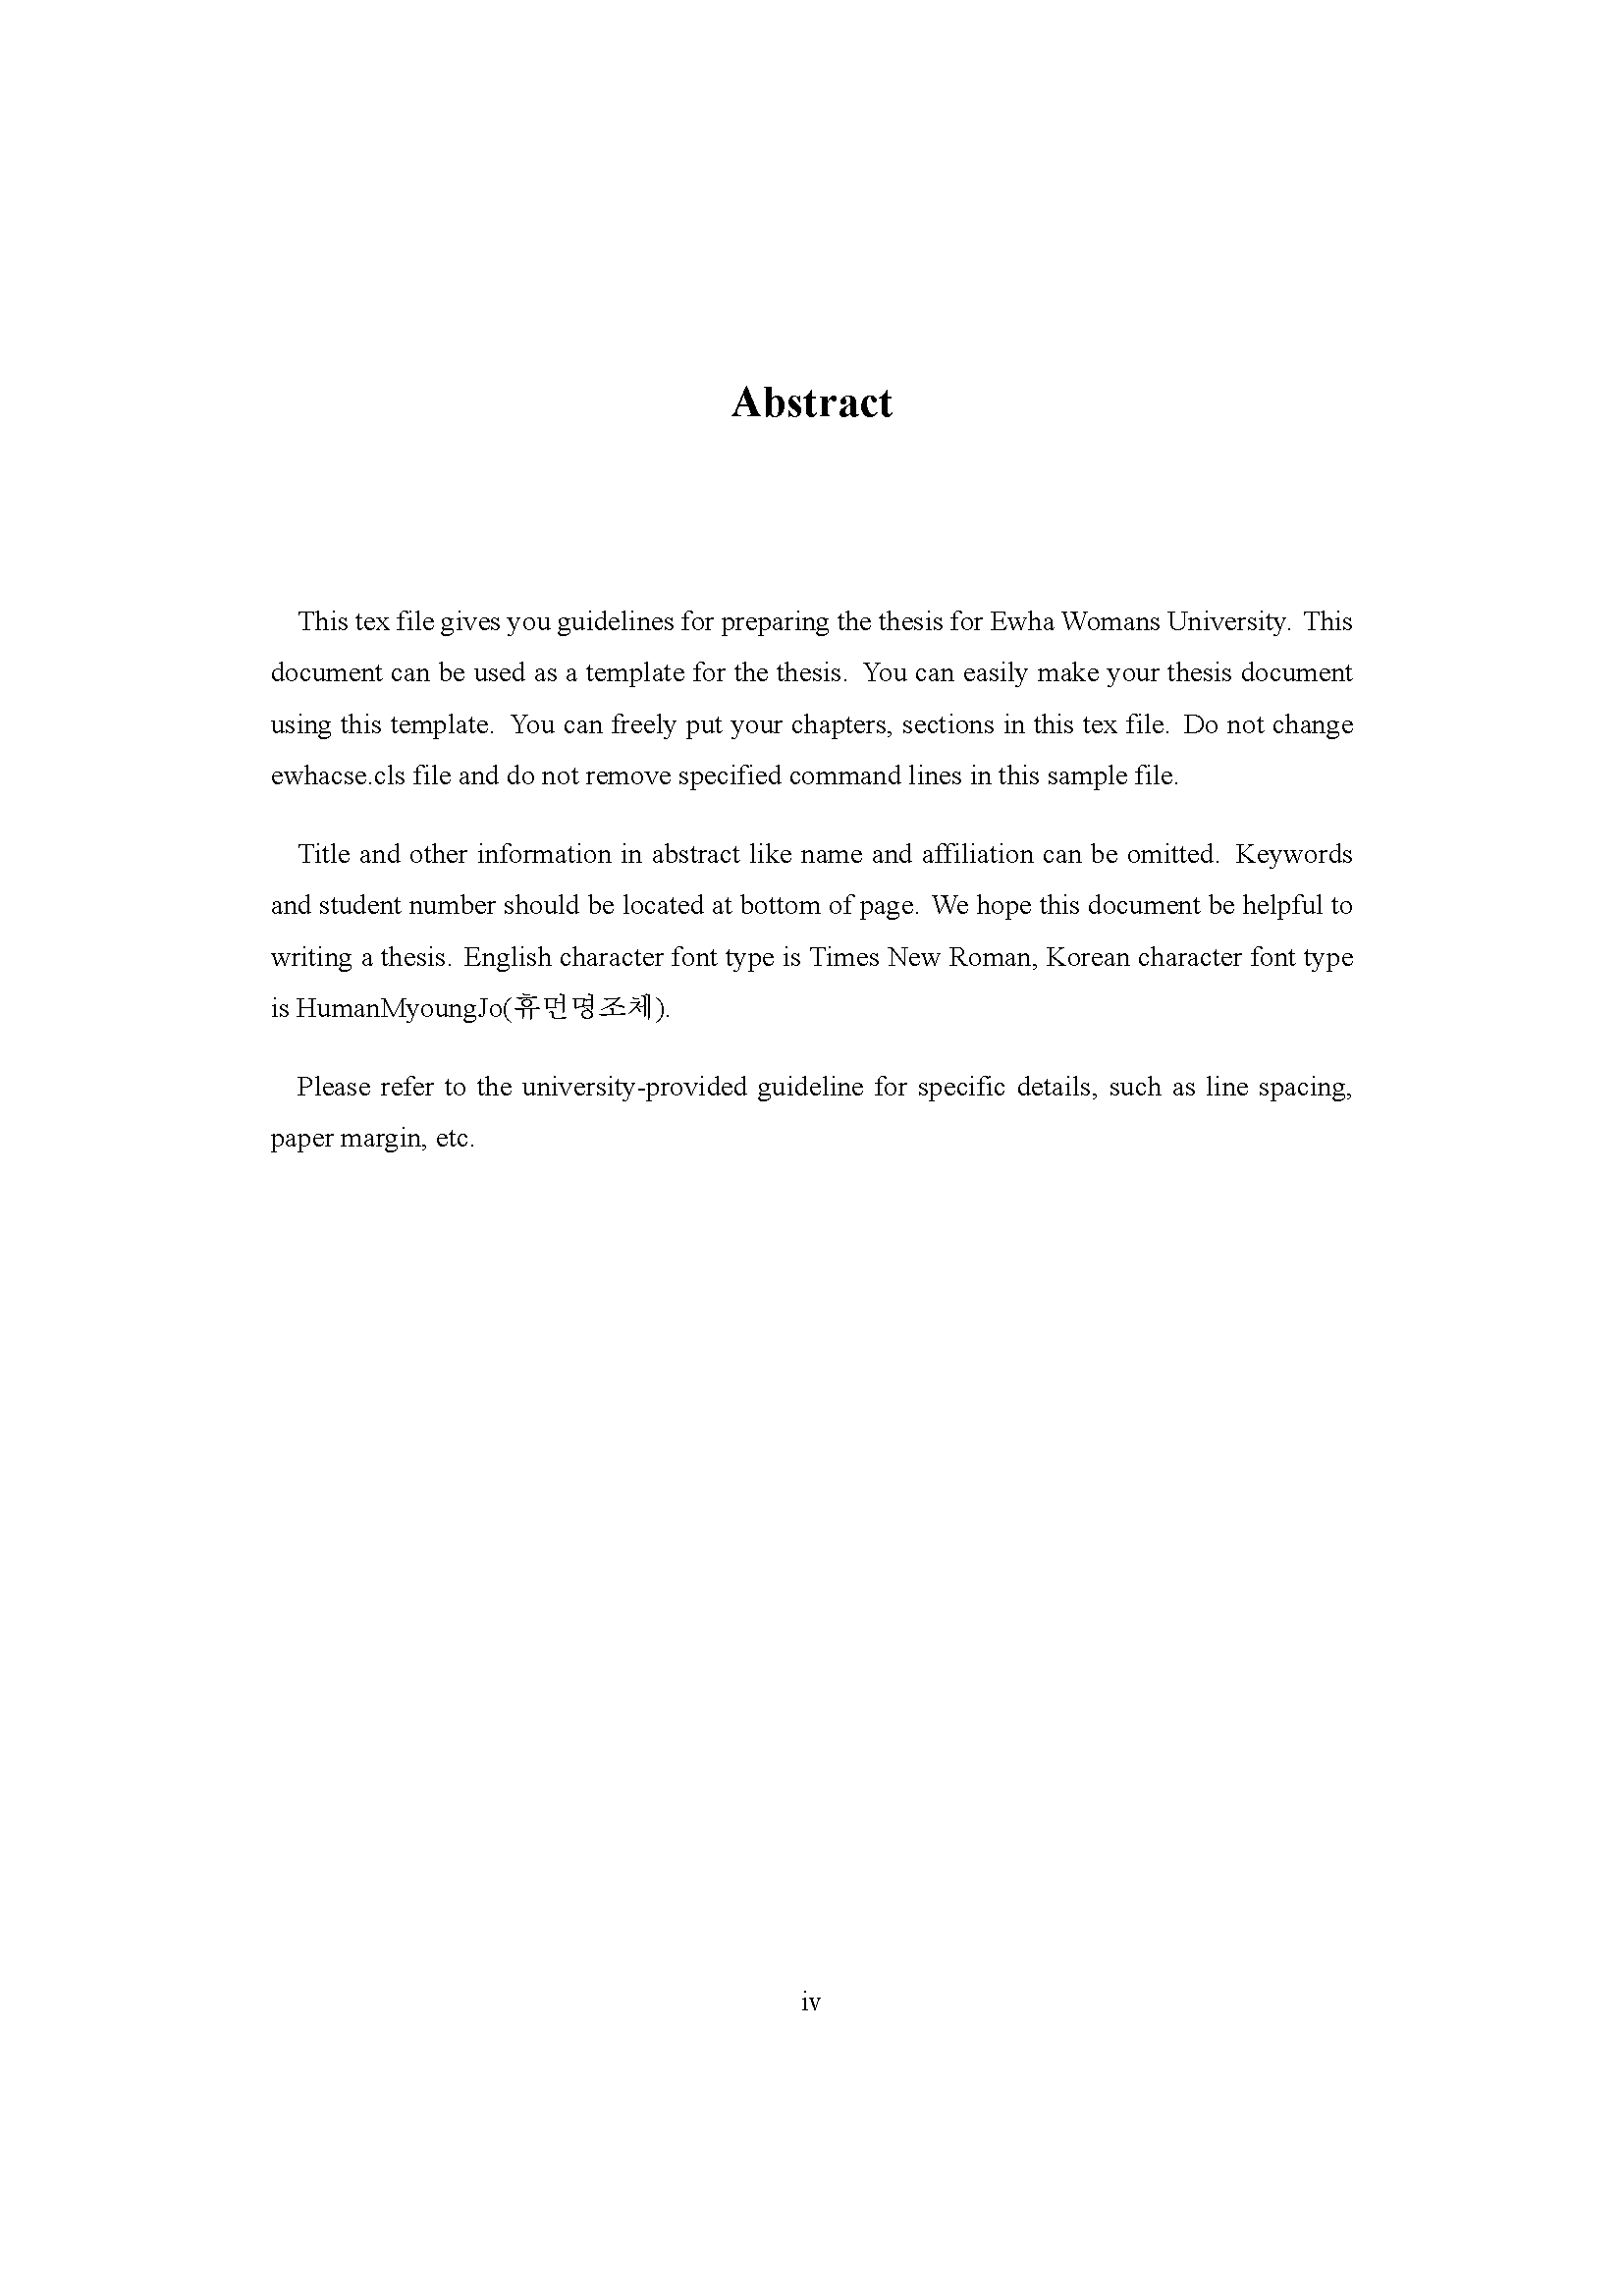 Abstract
This tex file gives you guidelines for preparing the thesis for Ewha Womans University. This
document can be used as a template for the thesis. You can easily make your thesis document
using this template. You can freely put your chapters, sections in this tex file. Do not change
ewhacse.cls file and do not remove specified command lines in this sample file.
Title and other information in abstract like name and affiliation can be omitted. Keywords
and student number should be located at bottom of page. We hope this document be helpful to
writing a thesis. English character font type is Times New Roman, Korean character font type
is HumanMyoungJo(휴먼명조체).
Please refer to the university-provided guideline for specific details, such as line spacing,
paper margin, etc.
iv